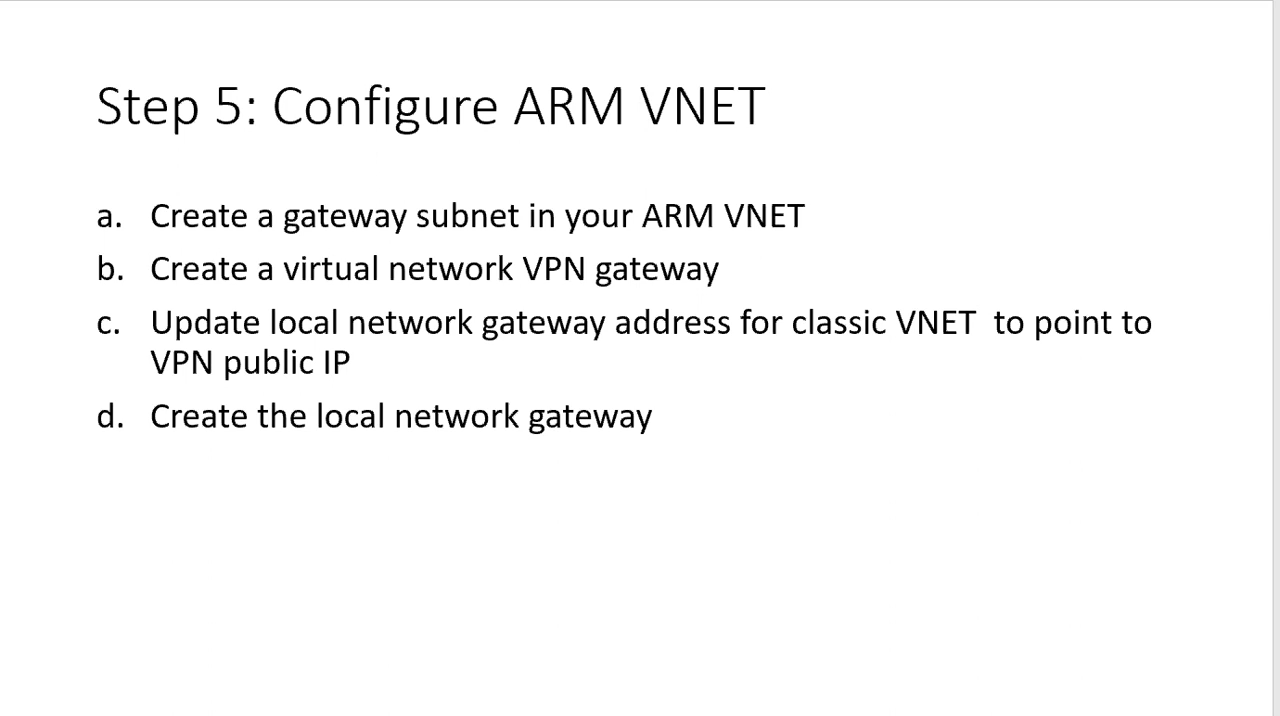 Step 5: Configure ARM VNET
a. Create a gateway subnet in your ARM VNET
b. Create a virtual network VPN gateway
c. Update local network gateway address for classic VNET  to point to
VPN public IP
d. Create the local network gateway